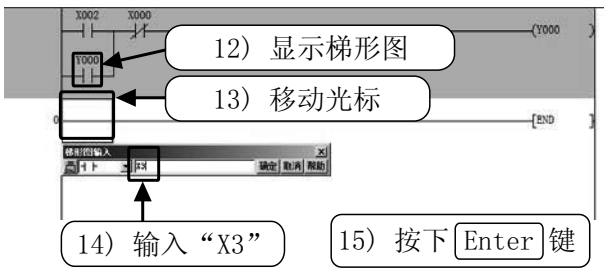 X002 X000
(Y000 )
Y000
12) 显示梯形图
13) 移动光标
0
[END ]
梯形图输入
X3
确定 取消 帮助
14) 输入“X3”
15) 按下 Enter 键